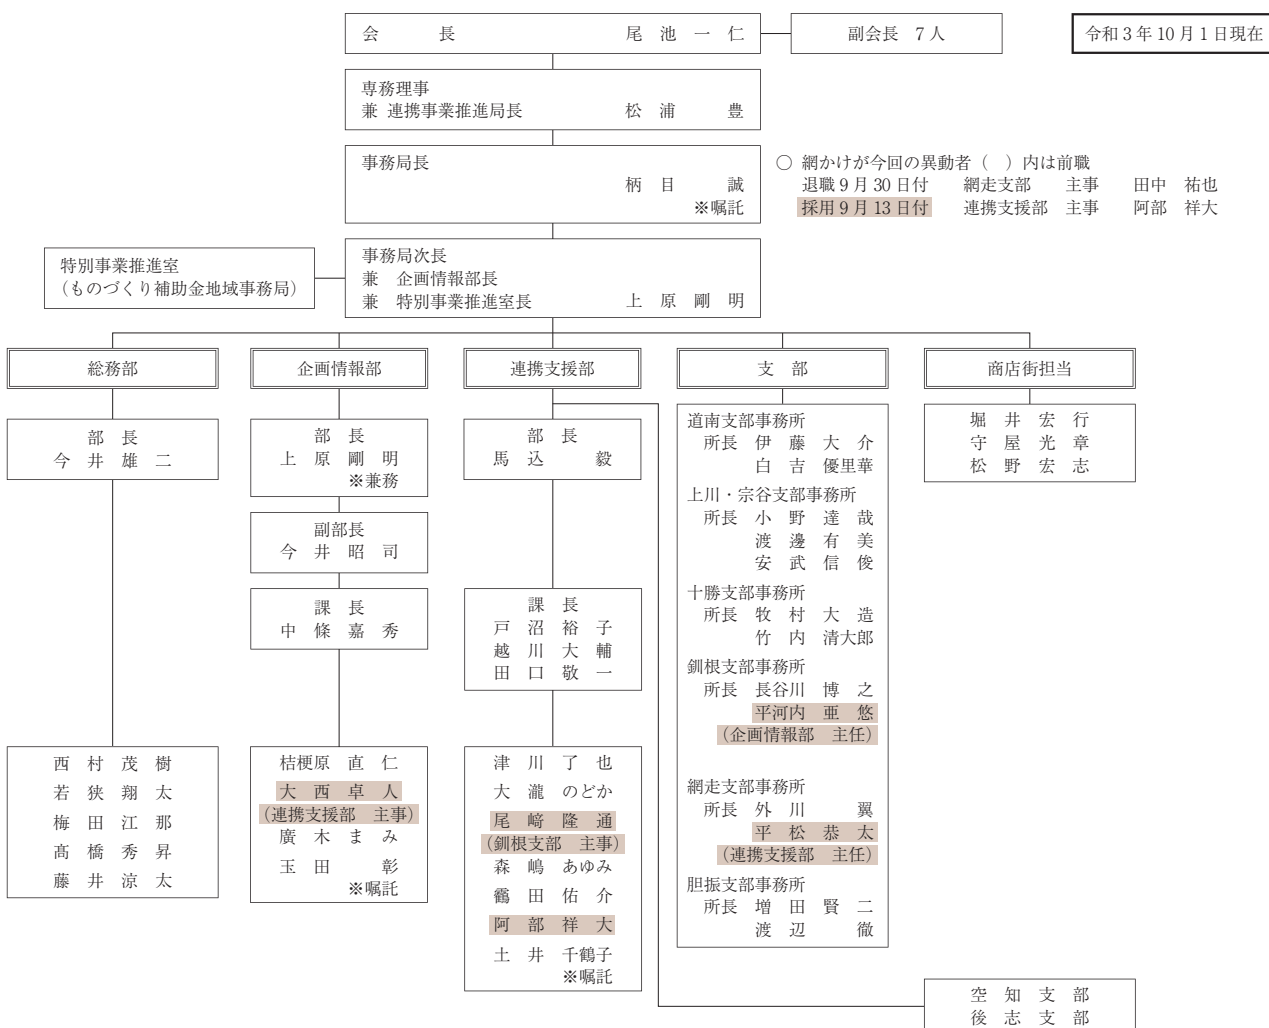 会長 尾池一仁
副会長 7人
令和3年10月1日現在
専務理事
兼 連携事業推進局長 松浦 豊
事務局長
柄目 誠
※嘱託
○ 網かけが今回の異動者（ ）内は前職
退職9月30日付 網走支部 主事 田中 祐也
採用9月13日付 連携支援部 主事 阿部 祥大
特別事業推進室
(ものづくり補助金地域事務局)
事務局次長
兼 企画情報部長
兼 特別事業推進室長 上原剛明
総務部
部長
今井雄二
西村茂樹
若狭翔太
梅田江那
髙橋秀昇
藤井涼太
企画情報部
部長
上原剛明
※兼務
副部長
今井昭司
課長
中條嘉秀
桔梗原 直仁
大西卓人
(連携支援部 主事)
廣木まみ
玉田 彰
※嘱託
連携支援部
部長
馬込 毅
課長
戸沼裕子
越川大輔
田口敬一
津川了也
大瀧 のどか
尾﨑隆通
(釧根支部 主事)
森嶋 あゆみ
鶴田佑介
阿部祥大
土井 千鶴子
※嘱託
支部
道南支部事務所
所長 伊藤大介
白吉 優里華
上川・宗谷支部事務所
所長 小野達哉
渡邊有美
安武信俊
十勝支部事務所
所長 牧村大造
竹内 清大郎
釧根支部事務所
所長 長谷川 博之
平河内 亜悠
(企画情報部 主任)
網走支部事務所
所長 外川 翼
平松恭太
(連携支援部 主任)
胆振支部事務所
所長 増田賢二
渡辺 徹
商店街担当
堀井宏行
守屋光章
松野宏志
空知支部
後志支部